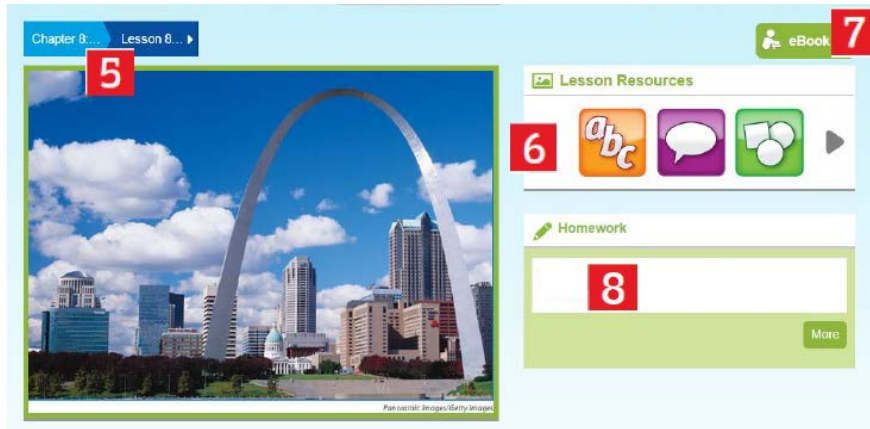 Chapter 8:... Lesson 8...
5
eBook
7
Lesson Resources
6
abc
Homework
8
More
Panoramic Images/Getty Images